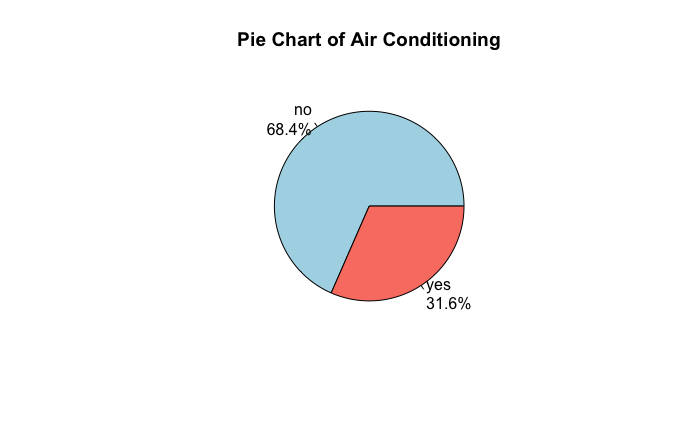 Pie Chart of Air Conditioning
no
68.4%
yes
31.6%